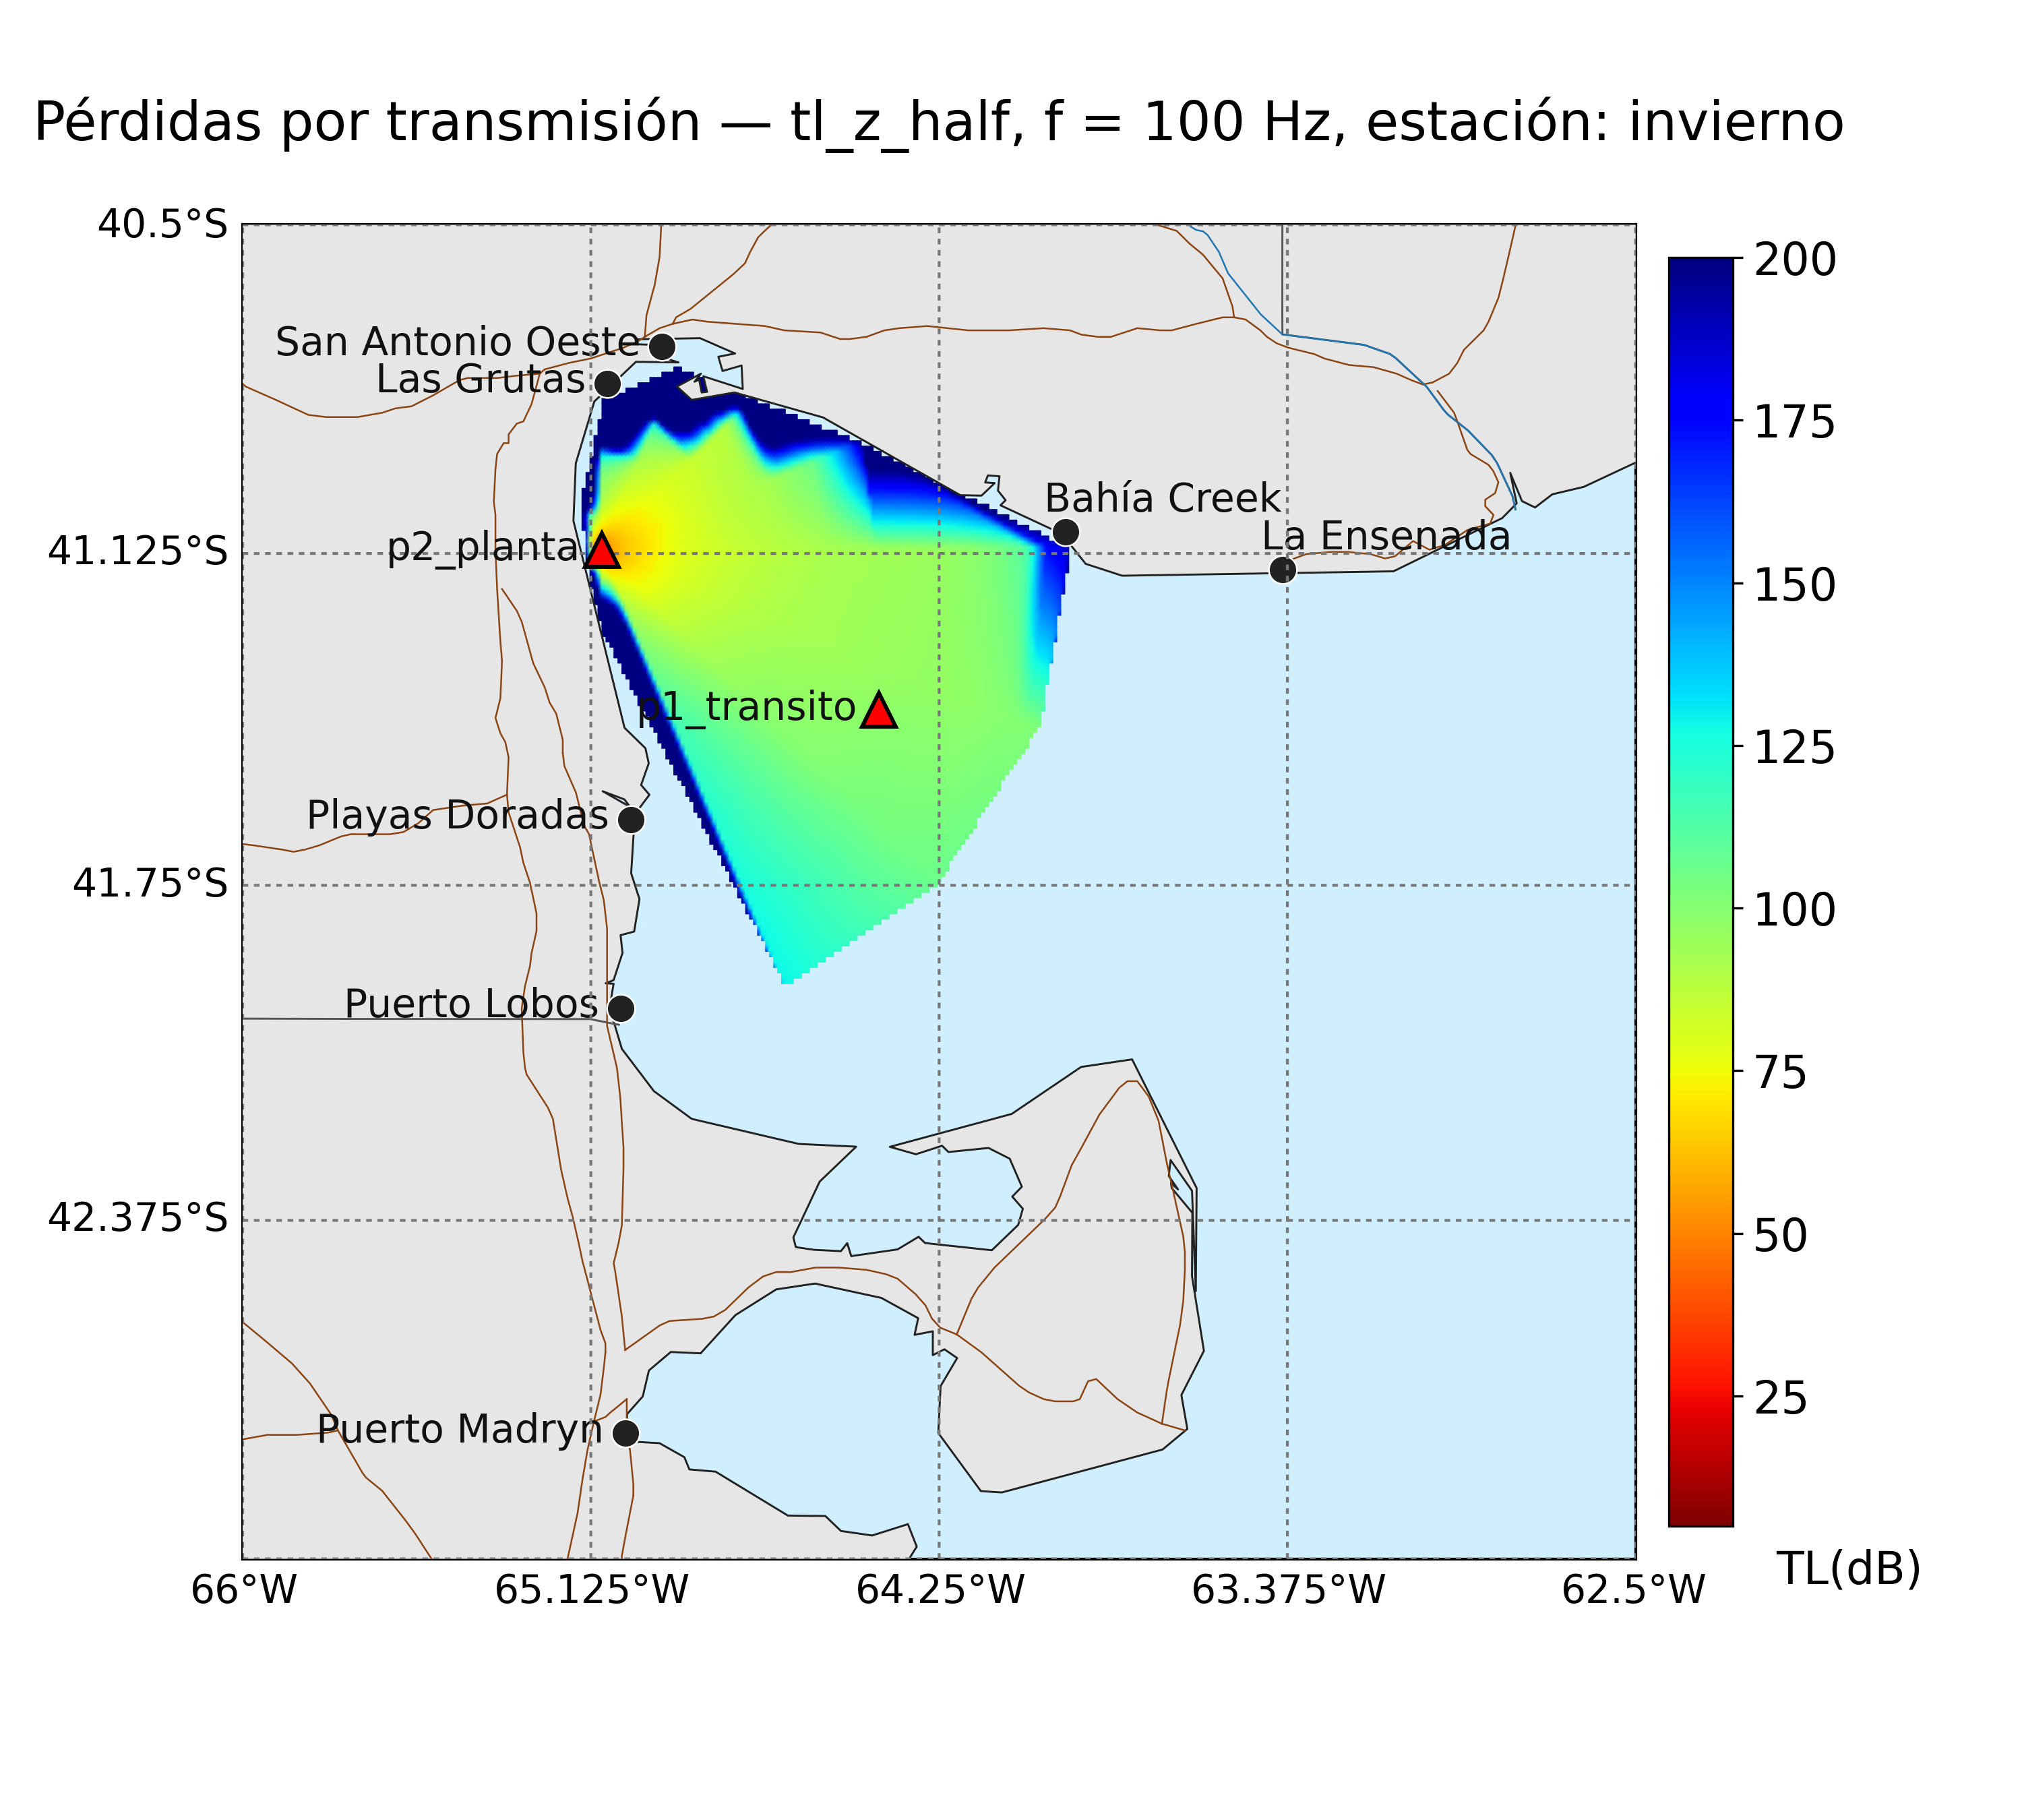 Pérdidas por transmisión — tl_z_half, f = 100 Hz, estación: invierno
40.5°S
200
San Antonio Oeste
Las Grutas
175
Bahía Creek
La Ensenada
p2_planta
41.125°S
150
p1_transito
125
Playas Doradas
41.75°S
100
Puerto Lobos
75
42.375°S
50
25
Puerto Madryn
TL(dB)
66°W
65.125°W
64.25°W
63.375°W
62.5°W